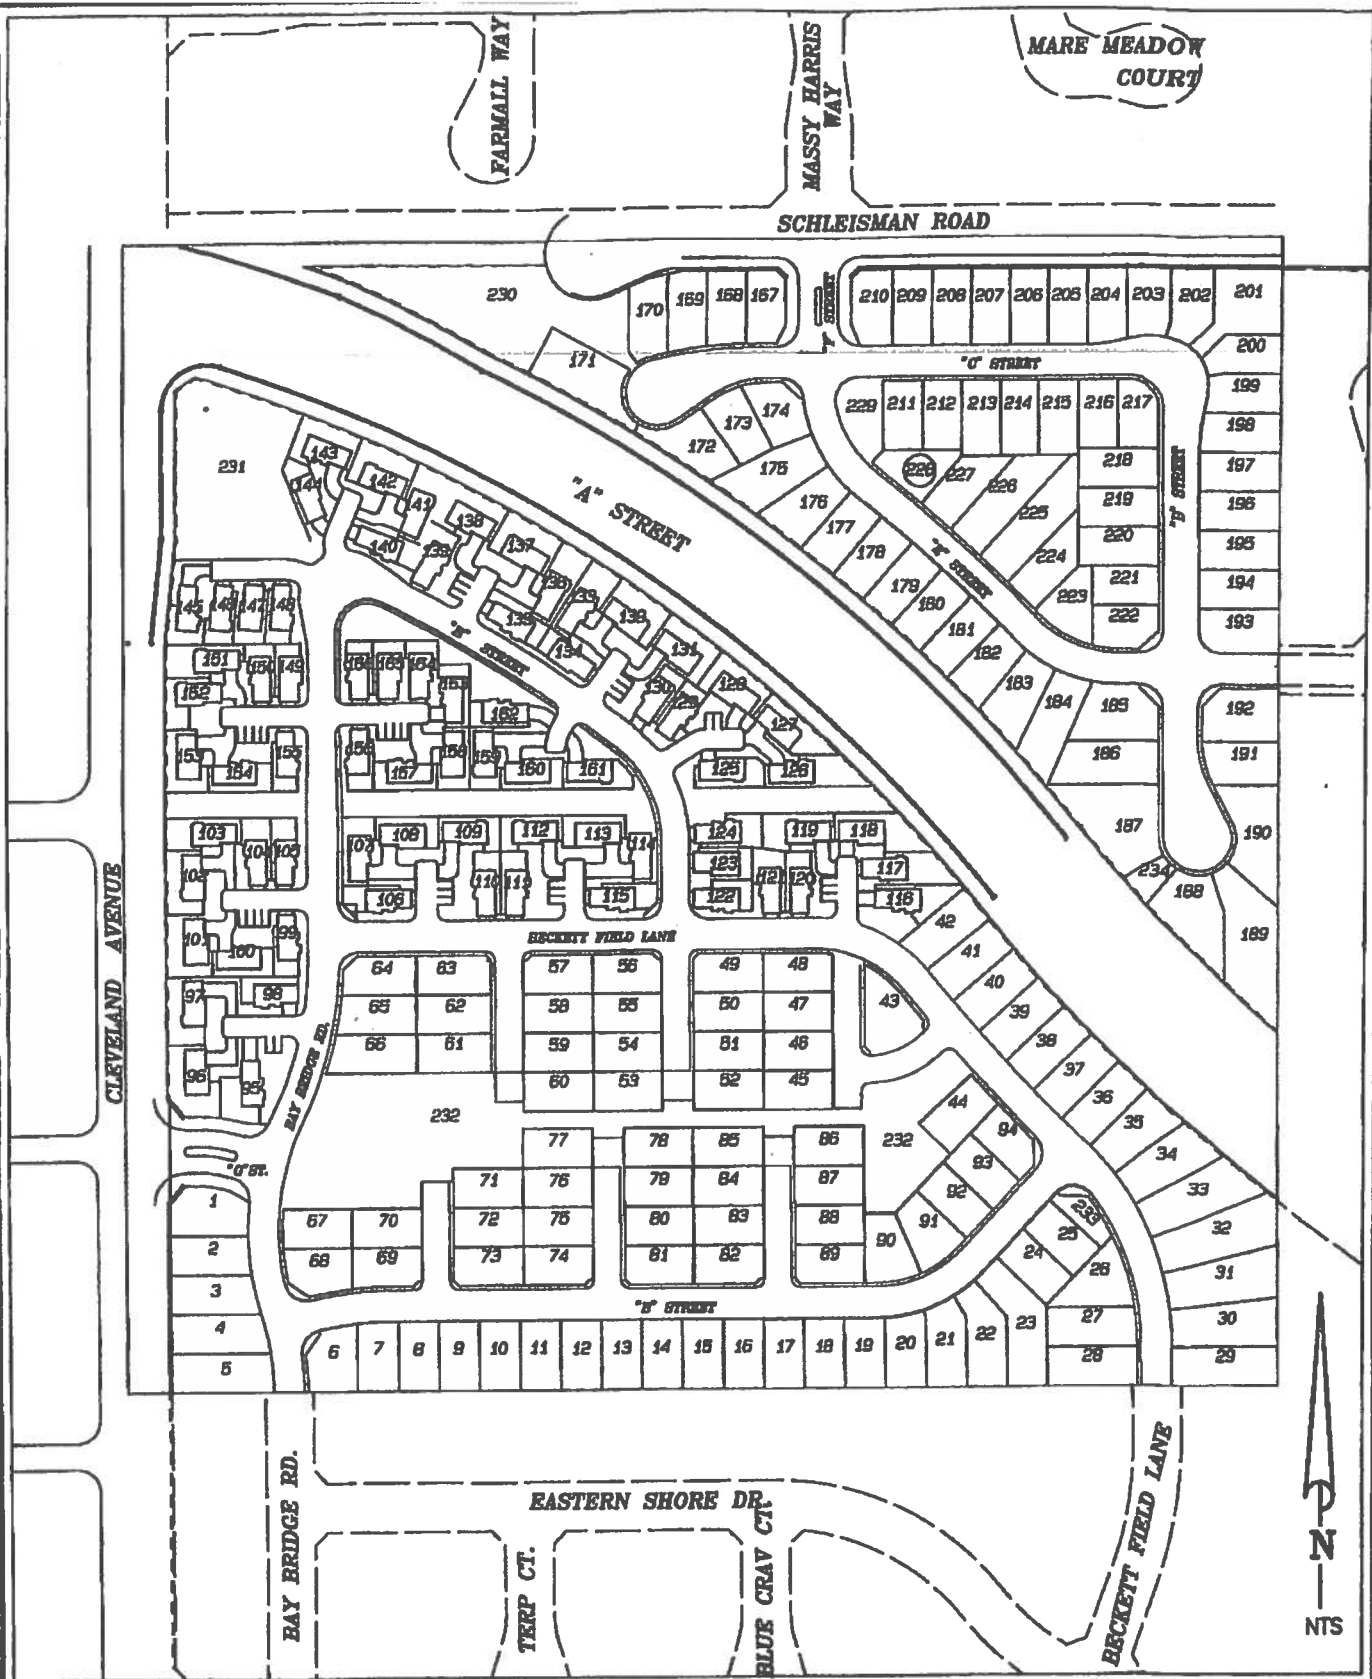 FARMALL WAY
MASSY HARRIS
WAY
MARE MEADOW
COURT
SCHLEISMAN ROAD
230
170 169 168 167
"F" STREET
210 209 208 207 206 205 204 203 202 201
171
"C" STREET
200
199
198
197
196
195
194
193
172 173 174
175
176
177
178
179
180
181
182
183
184
185
186
187
229 211 212 213 214 215 216 217
218
219
220
221
222
223
224
225
226
227
228
"D" STREET
STREET
192
191
190
189
188
234
231
"A" STREET
143
144
142
141
140
139
138
137
136
135
133
134
132
131
130
129
128
127
126
125
STREET
145 146 147 148
151 150 149
152
153 154 155
166 165 164
163
162
156 157 158 159 160 161
103 104 105
102
101 100 99
97 98
96 95
107 108 109 112 113 114
106 110 111 115
124 119 118
123 117
122 121 120 116
BECKETT FIELD LANE
CLEVELAND AVENUE
BAY BRIDGE RD.
64 63 57 56 49 48
65 62 58 55 50 47
66 61 59 54 51 46
60 53 52 45
43
42
41
40
39
38
37
36
35
34
33
32
31
30
29
232
232
44
94
93
92
91
90
77 78 85 86
71 76 79 84 87
67 70 72 75 80 83 88
68 69 73 74 81 82 89
"G" ST.
1
2
3
4
5
"B" STREET
233
25
24
26
27
28
6 7 8 9 10 11 12 13 14 15 16 17 18 19 20 21 22 23
EASTERN SHORE DR.
BAY BRIDGE RD.
TERP CT.
BLUE CRAV CT.
BECKETT FIELD LANE
N
NTS